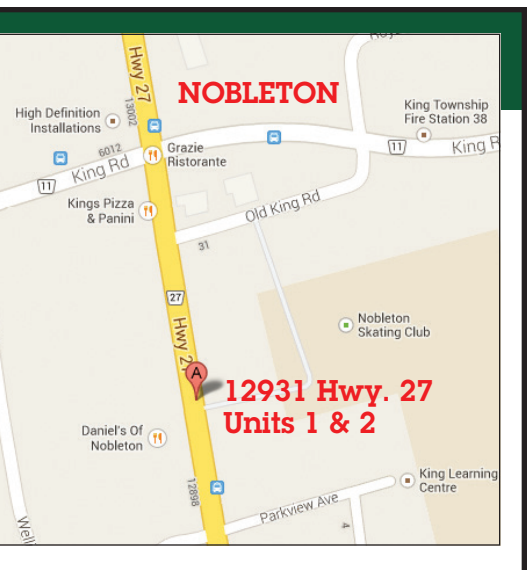 Hwy 27
NOBLETON
13002
High Definition
Installations
King Township
Fire Station 38
6012
King Rd
11
Grazie
Ristorante
11
King R
Kings Pizza
& Panini
Old King Rd
31
27
Hwy 27
Nobleton
Skating Club
A
12931 Hwy. 27
Units 1 & 2
Daniel's Of
Nobleton
12898
King Learning
Centre
Parkview Ave
4